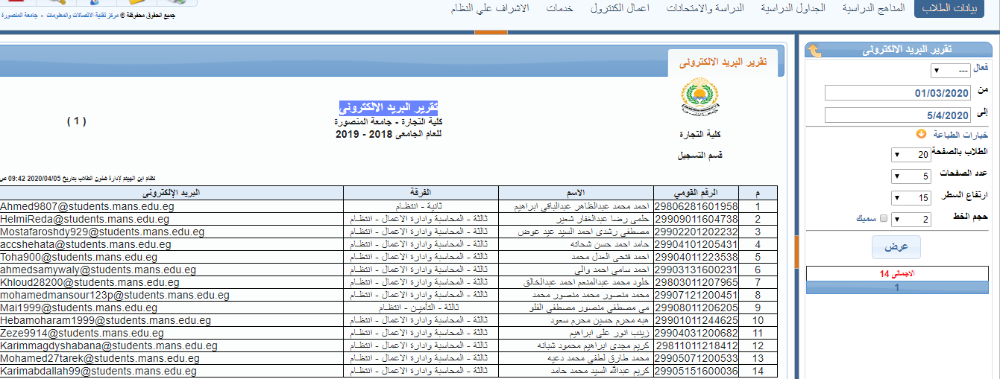 بيانات الطلاب المناهج الدراسية الجداول الدراسية الدراسة والامتحانات اعمال الكنترول خدمات الاشراف علي النظام
جميع الحقوق محفوظة © مركز تقنية الاتصالات والمعلومات - جامعة المنصورة
تقرير البريد الالكترونى
فعال ---
من 01/03/2020
إلى 5/4/2020
خيارات الطباعة
الطلاب بالصفحة 20
عدد الصفحات 5
ارتفاع السطر 15
حجم الخط 2 سميك
عرض
الاجمالى 14
1
تقرير البريد الالكترونى
كلية التجارة
قسم التسجيل
تقرير البريد الالكترونى
كلية التجارة - جامعة المنصورة
للعام الجامعى 2018 - 2019
( 1 )
نظام ابن الهيثم لإدارة شئون الطلاب بتاريخ 2020/04/05 09:42 ص
م الرقم القومي الاسم الفرقة البريد الإلكترونى
1 29806281601958 احمد محمد عبدالظاهر عبدالباقى ابراهيم ثانية - انتظام Ahmed9807@students.mans.edu.eg
2 29909011604738 حلمى رضا عبدالغفار شعير ثالثة - المحاسبة وادارة الاعمال - انتظام HelmiReda@students.mans.edu.eg
3 29902201202232 مصطفى رشدى احمد السيد عيد عوض ثالثة - المحاسبة وادارة الاعمال - انتظام Mostafaroshdy929@students.mans.edu.eg
4 29904101205431 حامد احمد حسن شحاته ثالثة - المحاسبة وادارة الاعمال - انتظام accshehata@students.mans.edu.eg
5 29904011223538 احمد فتحى العدل محمد ثالثة - المحاسبة وادارة الاعمال - انتظام Toha900@students.mans.edu.eg
6 29903131600231 احمد سامى احمد والى ثالثة - المحاسبة وادارة الاعمال - انتظام ahmedsamywaly@students.mans.edu.eg
7 29803011207965 خلود محمد عبدالمنعم احمد عبدالخالق ثالثة - المحاسبة وادارة الاعمال - انتظام Khloud28200@students.mans.edu.eg
8 29907121200451 محمد منصور محمد منصور محمد ثالثة - المحاسبة وادارة الاعمال - انتظام mohamedmansour123p@students.mans.edu.eg
9 29908011206205 مى مصطفى منصور مصطفى الفلو ثالثة - التأمين - انتظام Mai1999@students.mans.edu.eg
10 29901011244625 هبه محرم حسين محرم سعود ثالثة - المحاسبة وادارة الاعمال - انتظام Hebamoharam1999@students.mans.edu.eg
11 29904031200682 زينب انور على ابراهيم ثالثة - المحاسبة وادارة الاعمال - انتظام Zeze9914@students.mans.edu.eg
12 29811011218412 كريم مجدى ابراهيم محمود شبانه ثالثة - المحاسبة وادارة الاعمال - انتظام Karimmagdyshabana@students.mans.edu.eg
13 29905071200533 محمد طارق لطفى محمد دعيه ثالثة - المحاسبة وادارة الاعمال - انتظام Mohamed27tarek@students.mans.edu.eg
14 29905151600036 كريم عبدالله السيد محمد حامد ثالثة - المحاسبة وادارة الاعمال - انتظام Karimabdallah99@students.mans.edu.eg